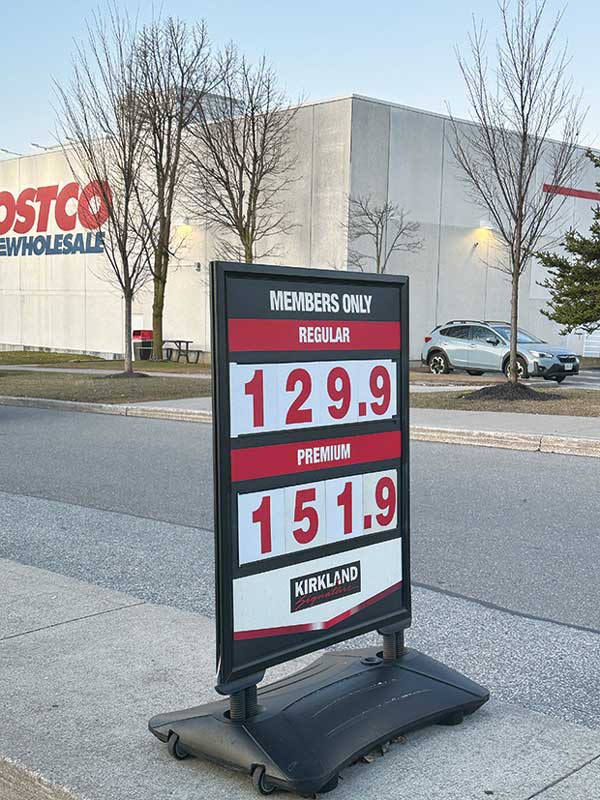 OSTCO
EWHOLESALE
MEMBERS ONLY
REGULAR
129.9
PREMIUM
151.9
KIRKLAND
Signature